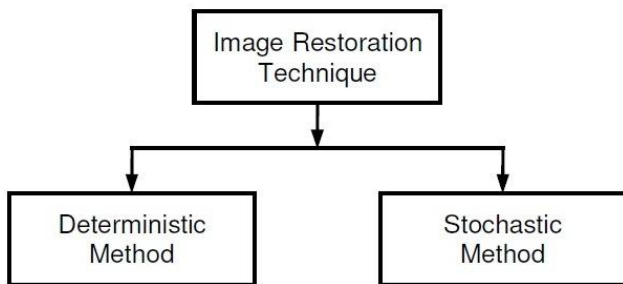 Image Restoration
Technique
Deterministic
Method
Stochastic
Method